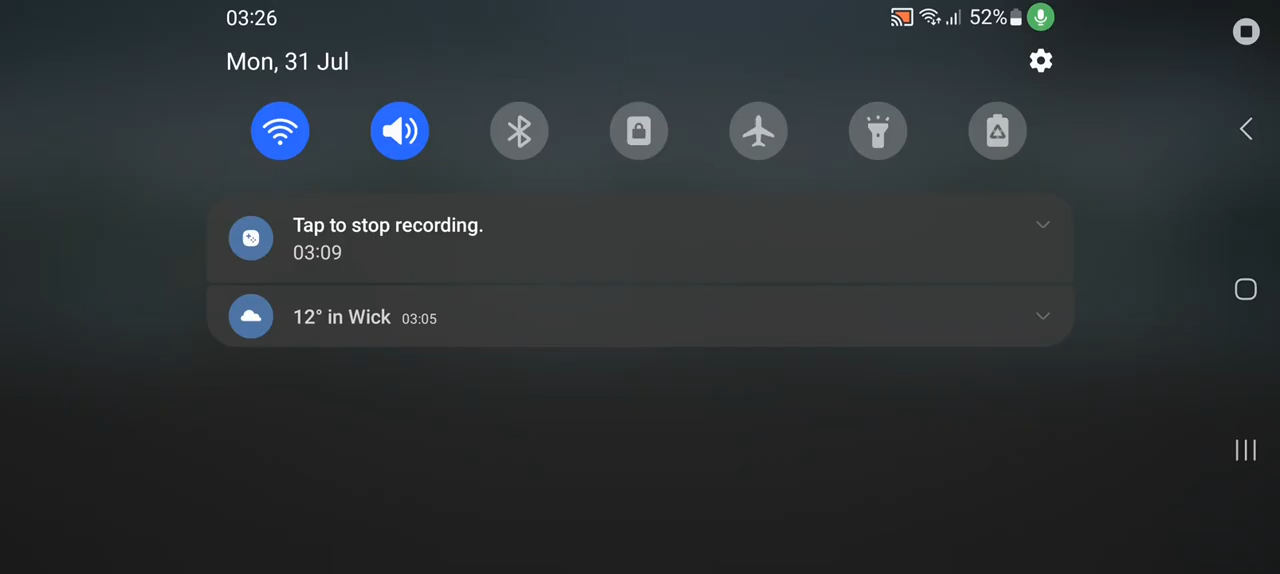 03:26
52%
Mon, 31 Jul
Tap to stop recording.
03:09
12° in Wick 03:05